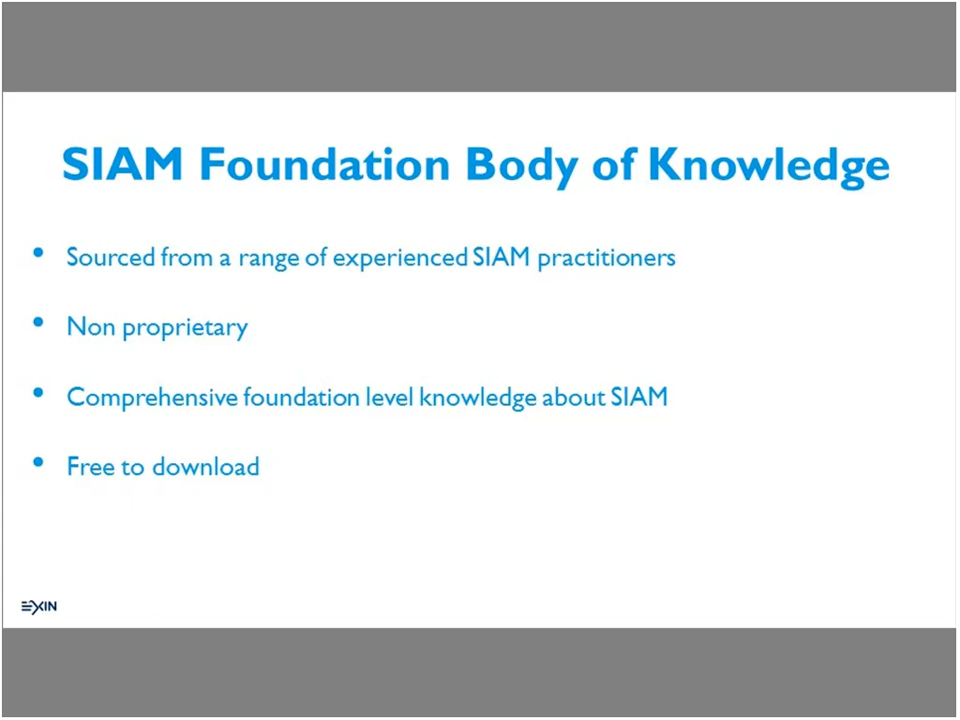 SIAM Foundation Body of Knowledge
• Sourced from a range of experienced SIAM practitioners
• Non proprietary
• Comprehensive foundation level knowledge about SIAM
• Free to download
EXIN